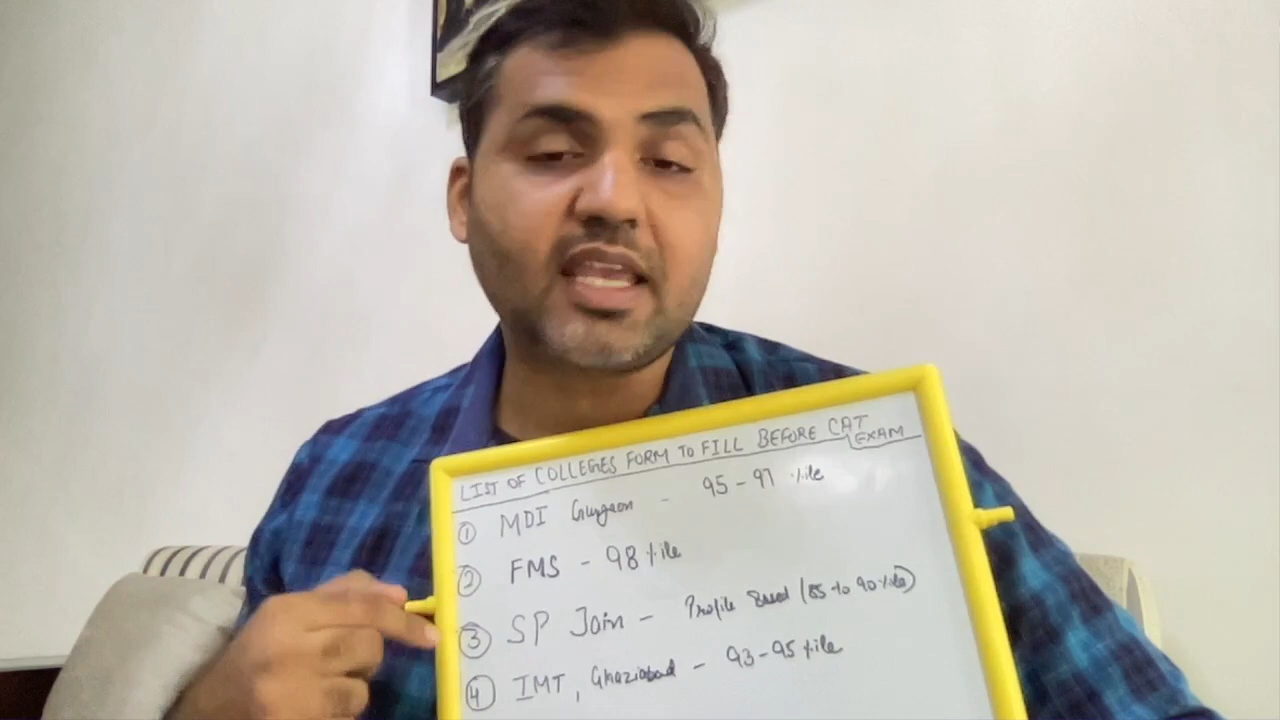 LIST OF COLLEGES FORM TO FILL BEFORE CAT EXAM
① MDI Gurgaon - 95-97 %ile
② FMS - 98 %ile
③ SP Jain - Profile Based (85 to 90 %ile)
④ IMT, Ghaziabad - 93-95 %ile